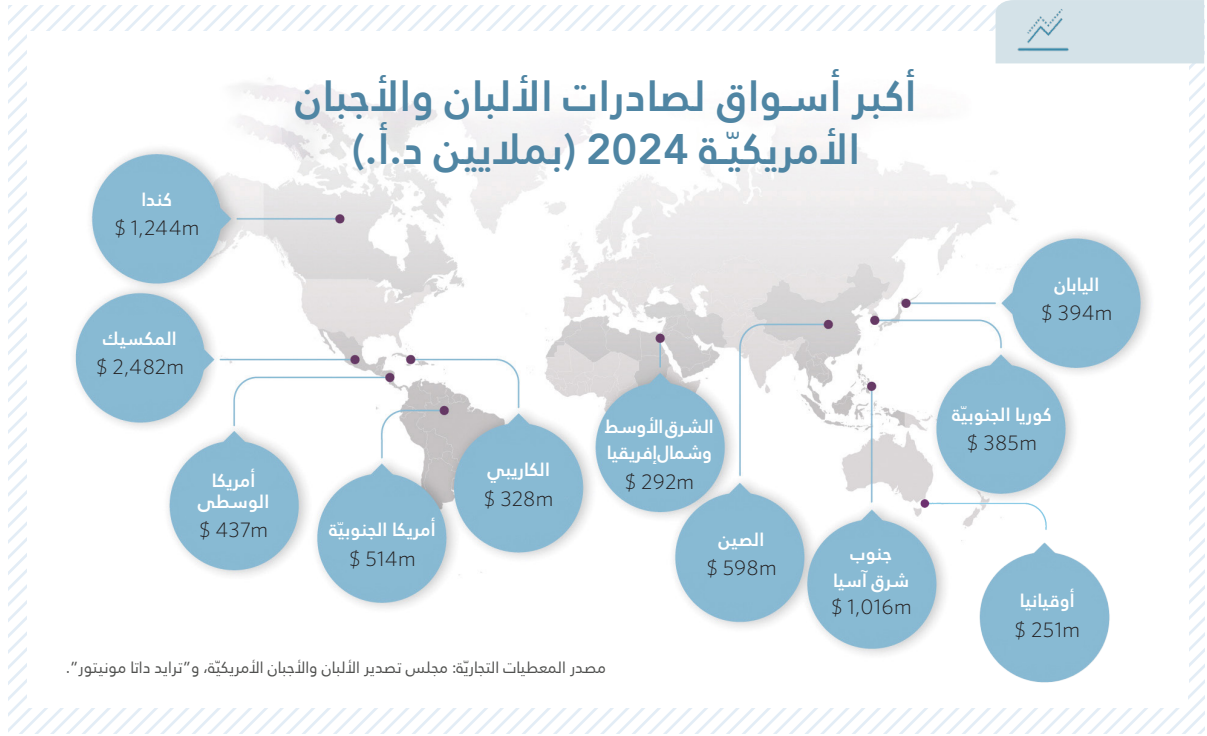 أكبر أسـواق لصادرات الألبان والأجبان
الأمريكيّـة 2024 (بملايين د.أ.)
كندا
$ 1,244m
المكسيك
$ 2,482m
أمريكا
الوسطى
$ 437m
أمريكا الجنوبيّة
$ 514m
الكاريبي
$ 328m
الشرق الأوسط
وشمال إفريقيا
$ 292m
الصين
$ 598m
جنوب
شرق آسيا
$ 1,016m
اليابان
$ 394m
كوريا الجنوبيّة
$ 385m
أوقيانيا
$ 251m
مصدر المعطيات التجاريّة: مجلس تصدير الألبان والأجبان الأمريكيّة، و"ترايد داتا مونيتور".